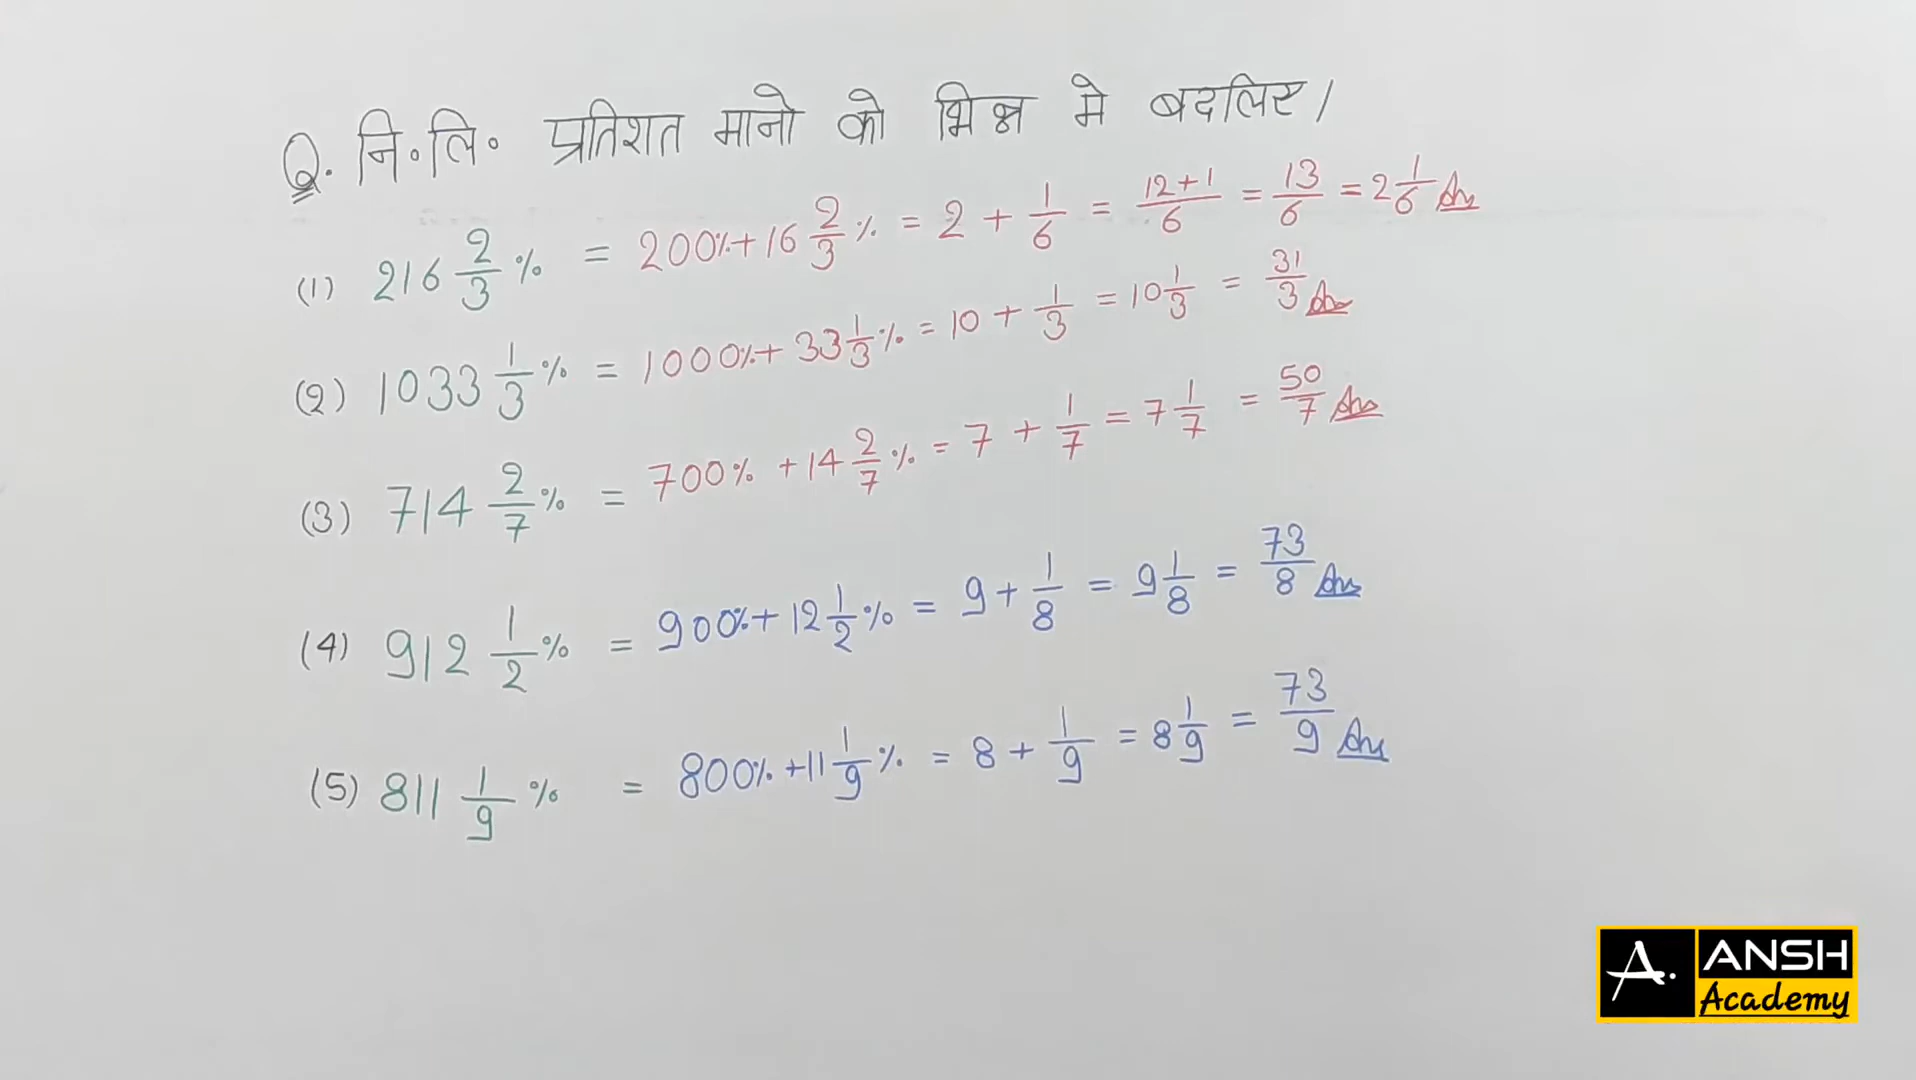 Q. नि.लि. प्रतिशत मानो को भिन्न मे बदलिए।
(1) 216 2/3 % = 200% + 16 2/3 % = 2 + 1/6 = 12+1/6 = 13/6 = 2 1/6 Ans
(2) 1033 1/3 % = 1000% + 33 1/3 % = 10 + 1/3 = 10 1/3 = 31/3 Ans
(3) 714 2/7 % = 700% + 14 2/7 % = 7 + 1/7 = 7 1/7 = 50/7 Ans
(4) 912 1/2 % = 900% + 12 1/2 % = 9 + 1/8 = 9 1/8 = 73/8 Ans
(5) 811 1/9 % = 800% + 11 1/9 % = 8 + 1/9 = 8 1/9 = 73/9 Ans
A. ANSH
Academy